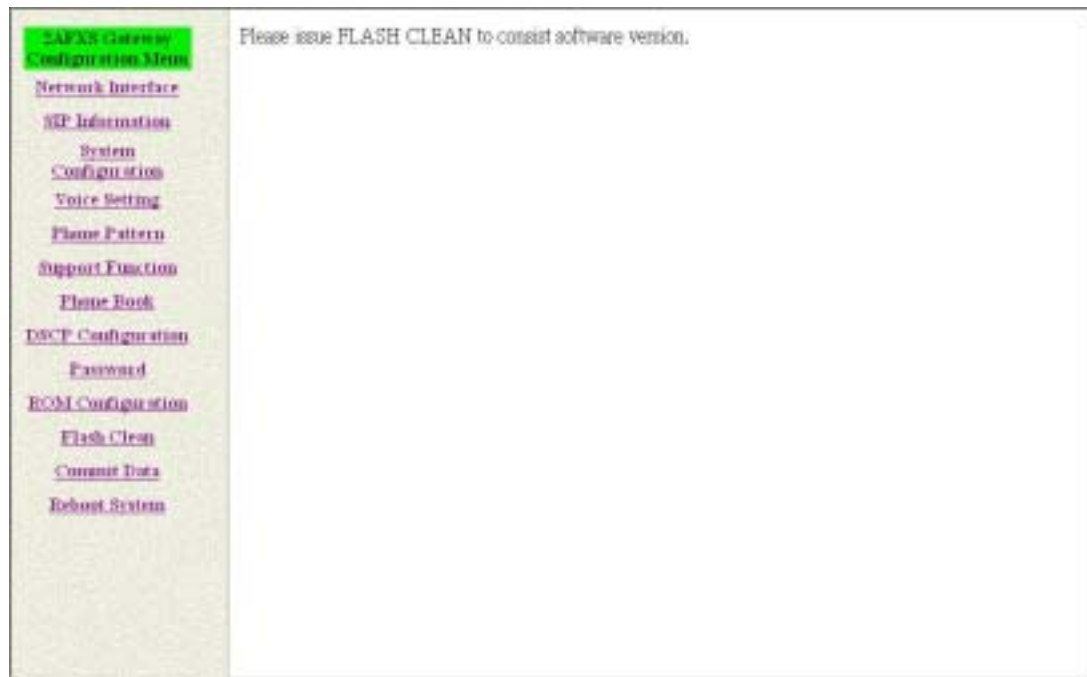 2AFXS Gateway
Configuration Menu
Network Interface
SIP Information
System
Configuration
Voice Setting
Phone Pattern
Support Function
Phone Book
DSCP Configuration
Password
ROM Configuration
Flash Clean
Commit Data
Reboot System
Please issue FLASH CLEAN to consist software version.